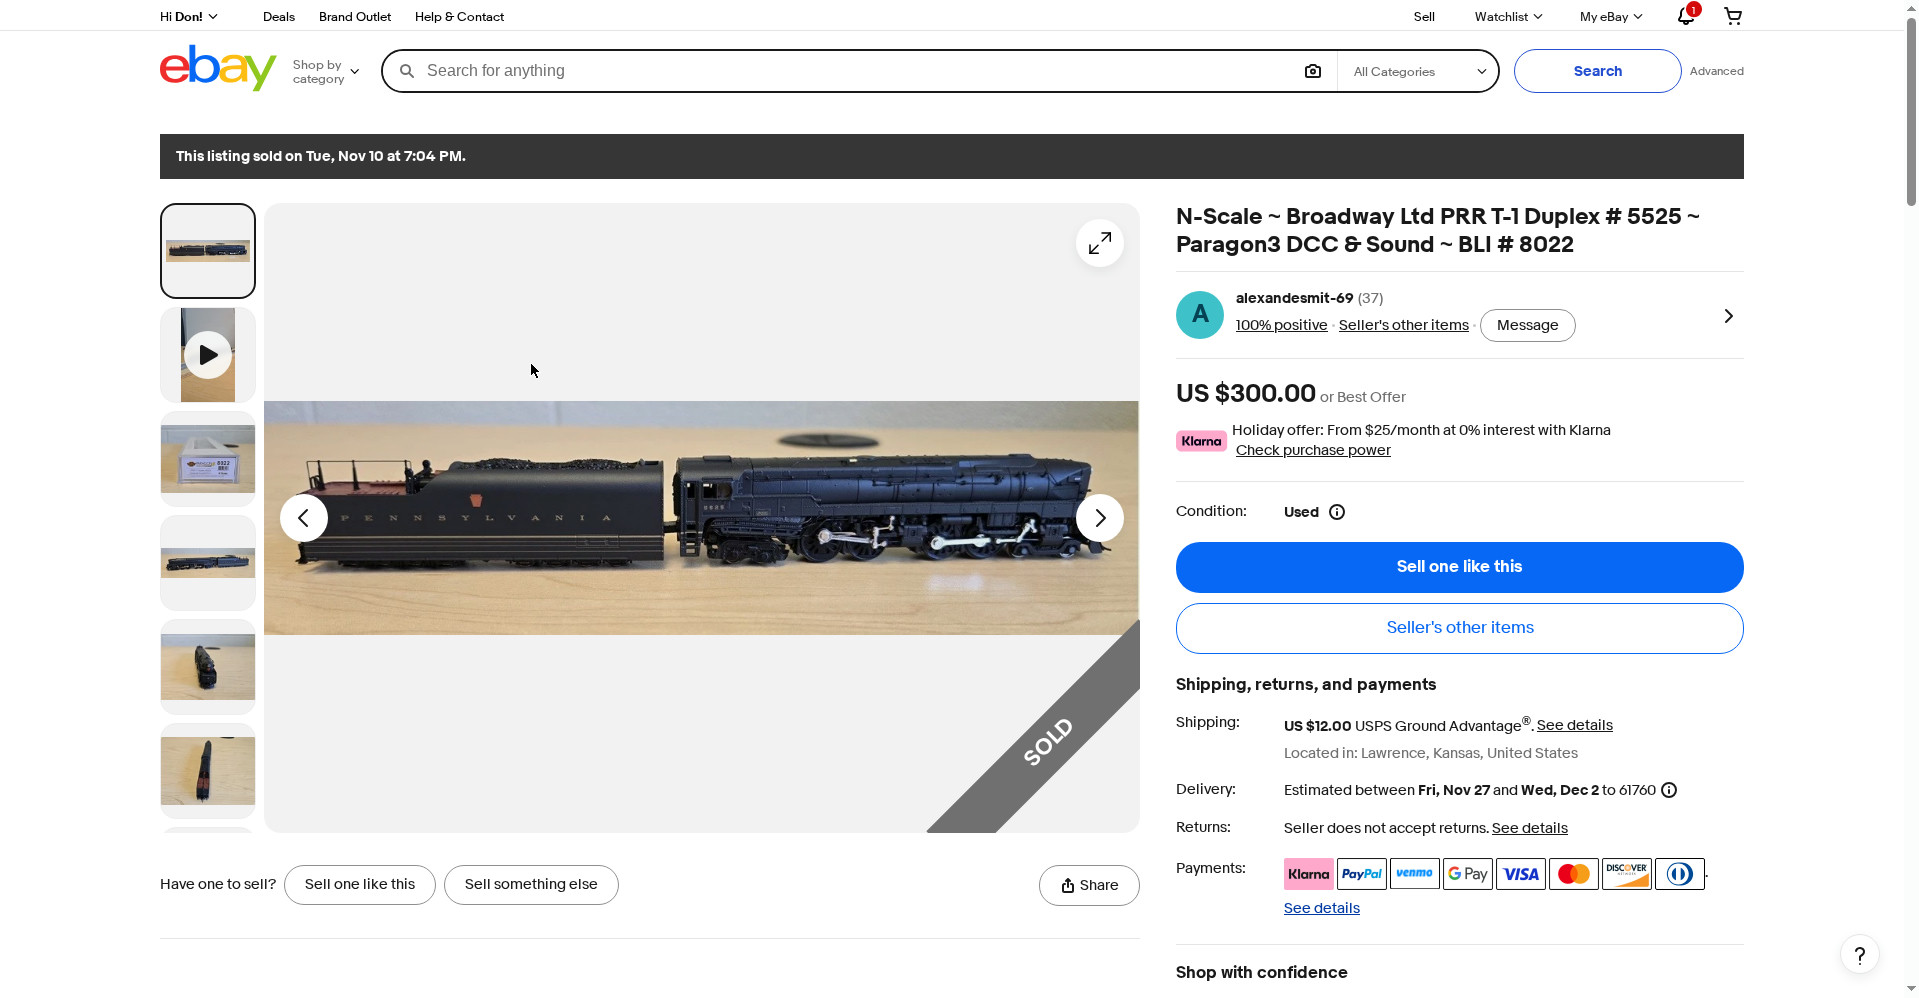 Hi Don!
Deals
Brand Outlet
Help & Contact
Sell
Watchlist
My eBay
1
ebay
Shop by category
Search for anything
All Categories
Search
Advanced
This listing sold on Tue, Nov 10 at 7:04 PM.
N-Scale ~ Broadway Ltd PRR T-1 Duplex # 5525 ~
Paragon3 DCC & Sound ~ BLI # 8022
A
alexandesmit-69 (37)
100% positive · Seller's other items · Message
US $300.00 or Best Offer
Klarna
Holiday offer: From $25/month at 0% interest with Klarna
Check purchase power
Condition: Used
Sell one like this
Seller's other items
PENNSYLVANIA
SOLD
8022
Shipping, returns, and payments
Shipping: US $12.00 USPS Ground Advantage®. See details
Located in: Lawrence, Kansas, United States
Delivery: Estimated between Fri, Nov 27 and Wed, Dec 2 to 61760
Returns: Seller does not accept returns. See details
Payments: Klarna PayPal venmo G Pay VISA DISCOVER .
See details
Have one to sell? Sell one like this Sell something else
Share
Shop with confidence
?